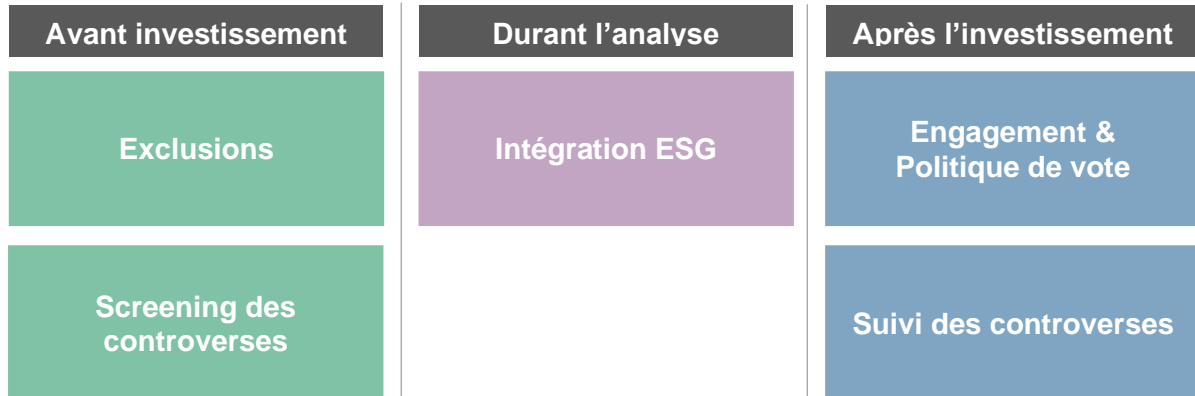 Avant investissement
Durant l'analyse
Après l'investissement
Exclusions
Intégration ESG
Engagement &
Politique de vote
Screening des
controverses
Suivi des controverses